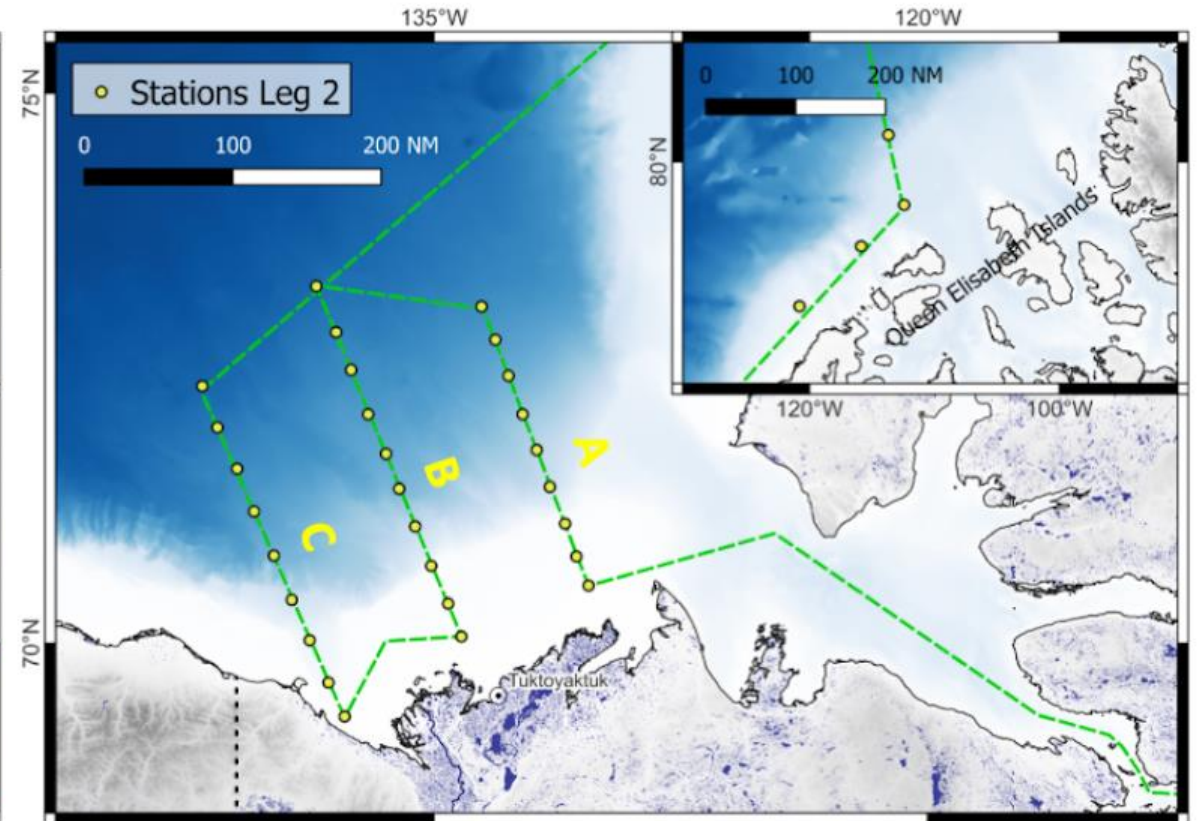 135°W
120°W
75°N
Stations Leg 2
0 100 200 NM
0 100 200 NM
80°N
Queen Elisabeth Islands
120°W
100°W
A
B
C
70°N
Tuktoyaktuk